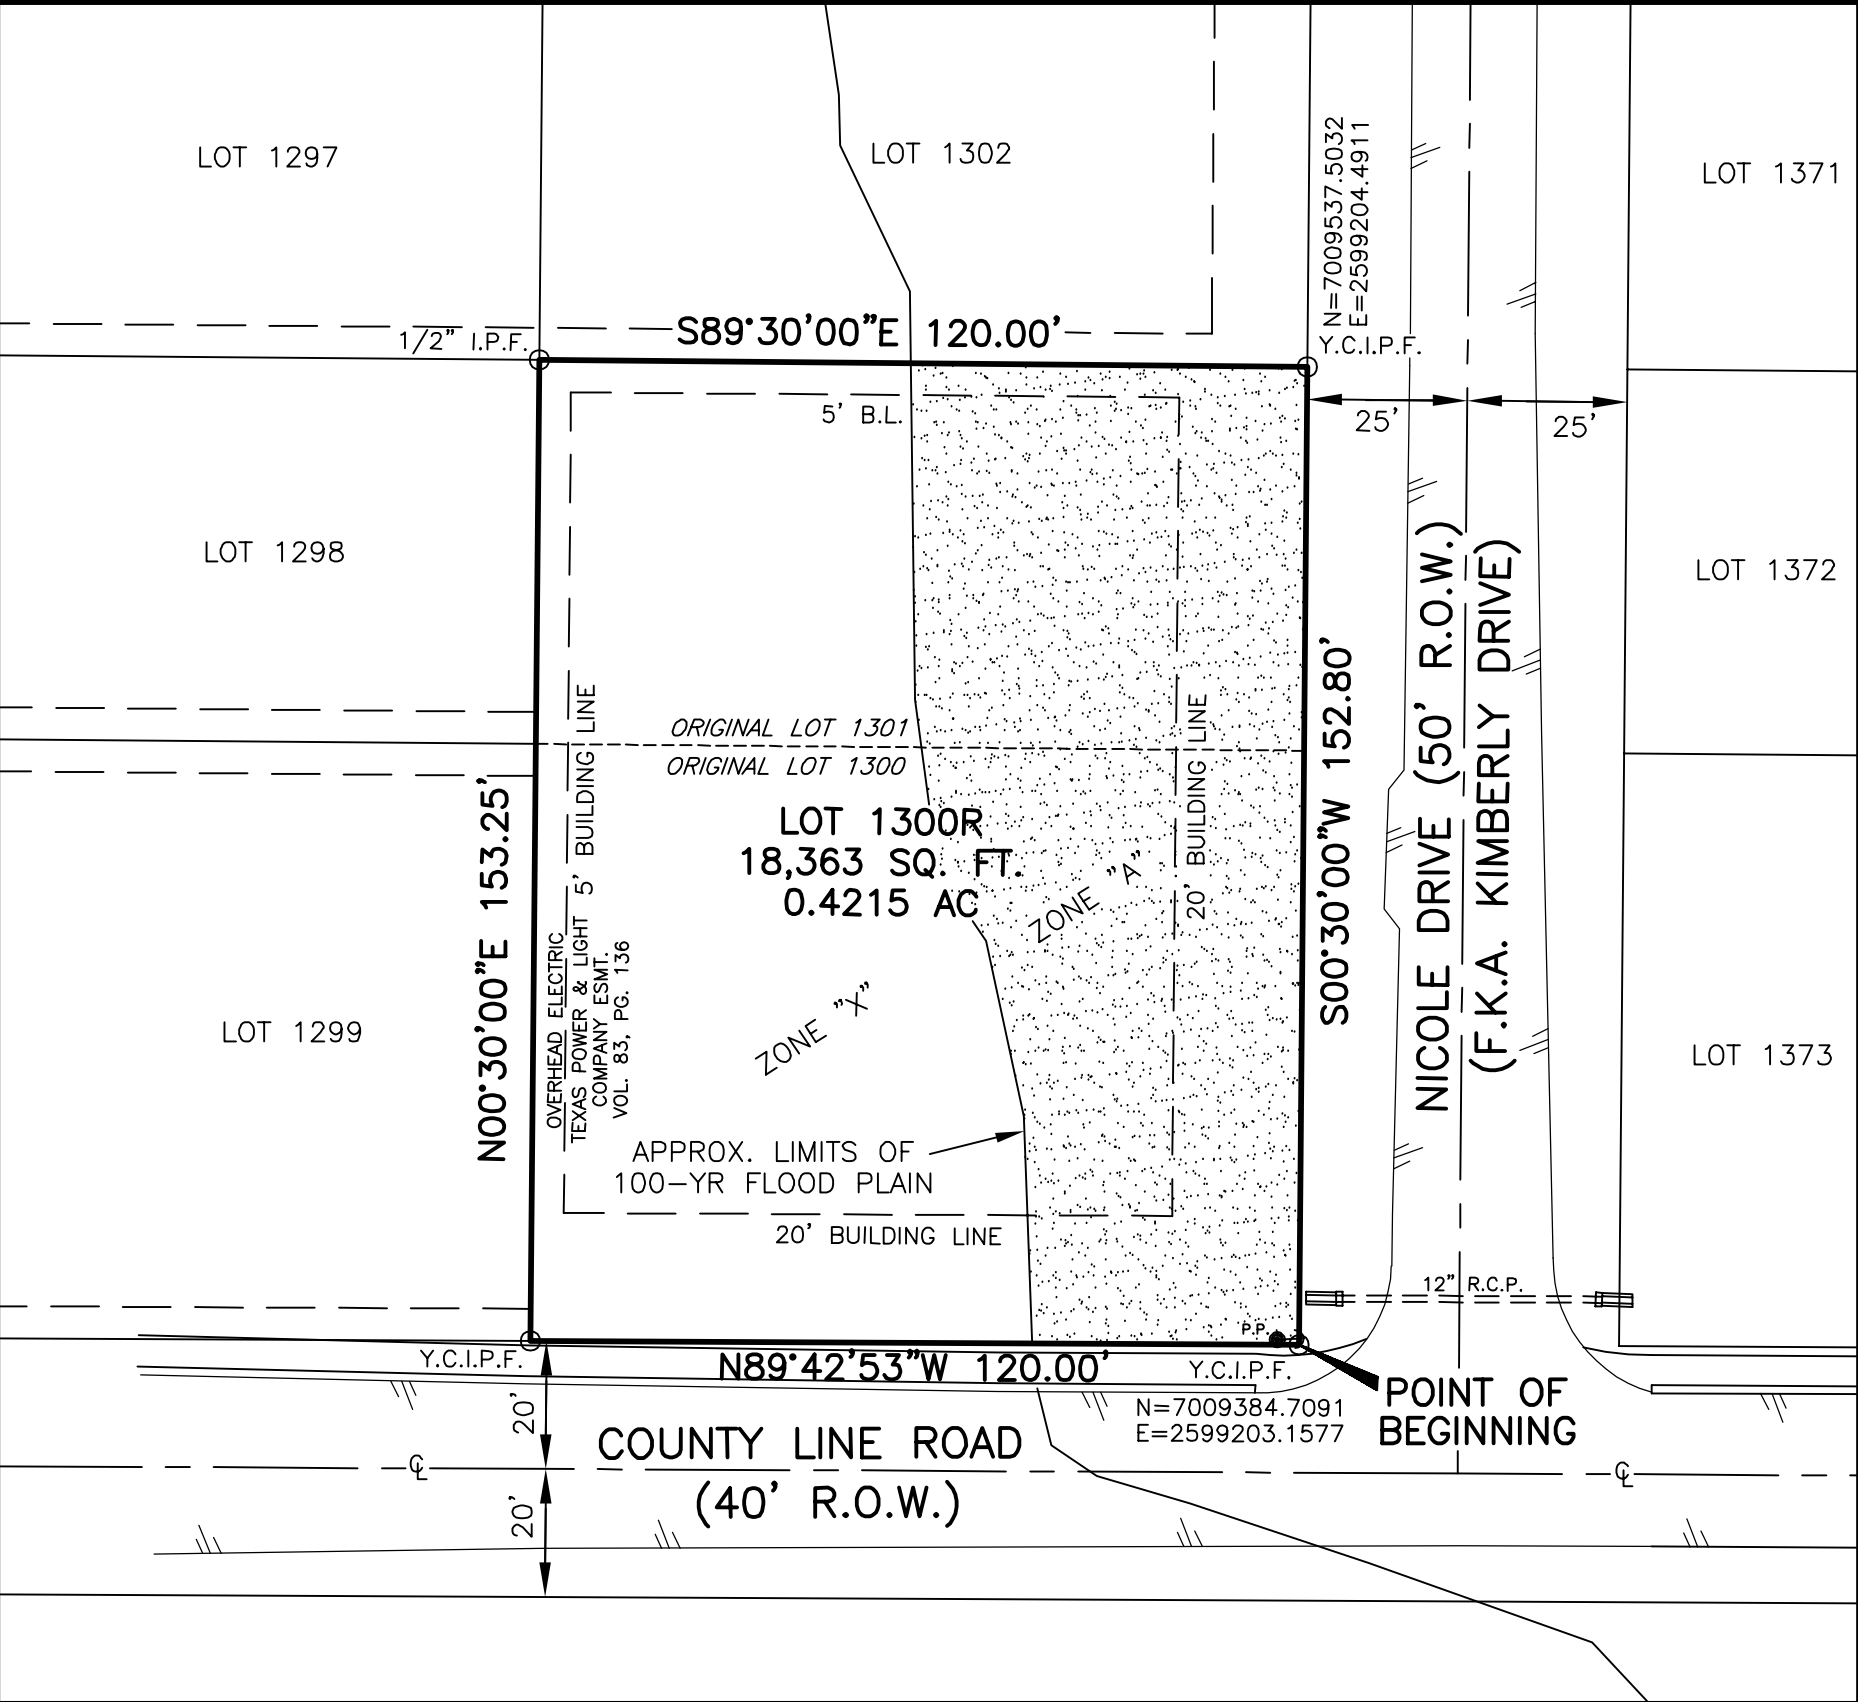 LOT 1297
LOT 1302
LOT 1371
N=7009537.5032
E=2599204.4911
1/2" I.P.F.
S89°30'00"E 120.00'
Y.C.I.P.F.
5' B.L.
25'
25'
LOT 1298
LOT 1372
ORIGINAL LOT 1301
ORIGINAL LOT 1300
LOT 1300R
18,363 SQ. FT.
0.4215 AC
N00°30'00"E 153.25'
5' BUILDING LINE
OVERHEAD ELECTRIC
TEXAS POWER & LIGHT
COMPANY ESMT.
VOL. 83, PG. 136
ZONE "X"
ZONE "A"
20' BUILDING LINE
S00°30'00"W 152.80'
NICOLE DRIVE (50' R.O.W.)
(F.K.A. KIMBERLY DRIVE)
LOT 1299
LOT 1373
APPROX. LIMITS OF
100-YR FLOOD PLAIN
20' BUILDING LINE
12" R.C.P.
P.P.
Y.C.I.P.F.
N89°42'53"W 120.00'
Y.C.I.P.F.
N=7009384.7091
E=2599203.1577
POINT OF
BEGINNING
20'
COUNTY LINE ROAD
(40' R.O.W.)
℄
℄
20'